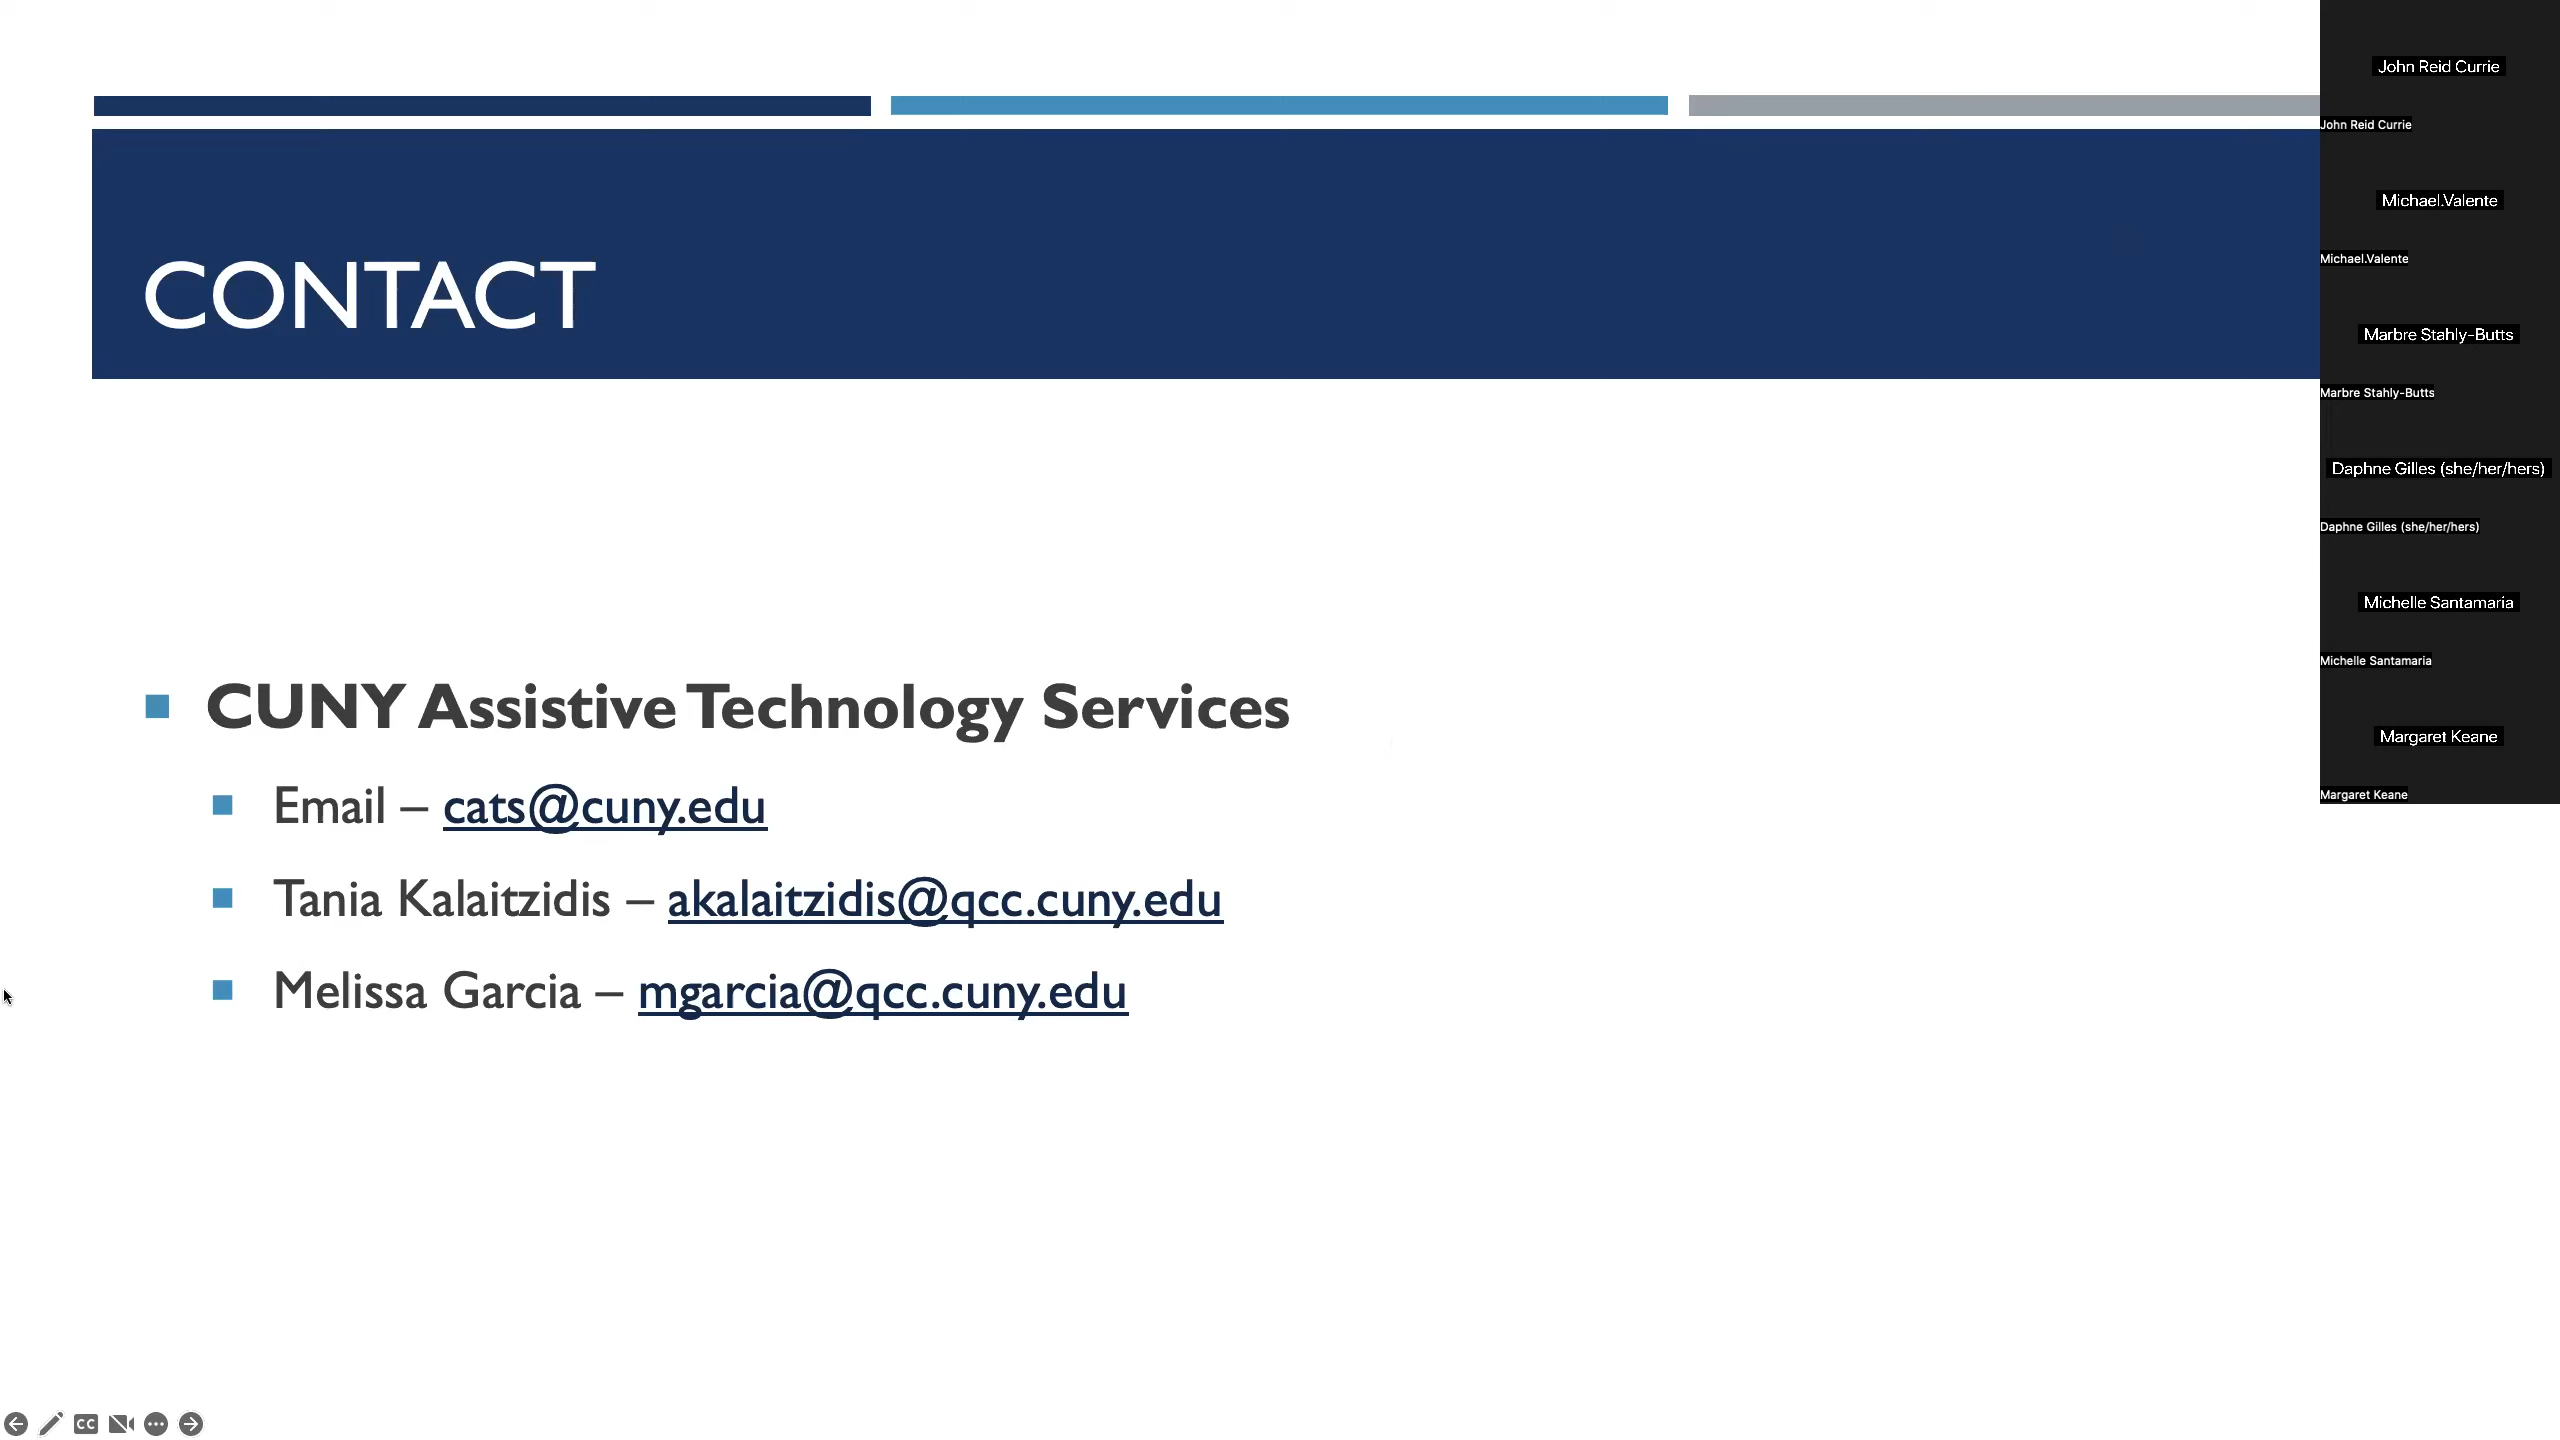 CONTACT
CUNY Assistive Technology Services
Email – cats@cuny.edu
Tania Kalaitzidis – akalaitzidis@qcc.cuny.edu
Melissa Garcia – mgarcia@qcc.cuny.edu
John Reid Currie
John Reid Currie
Michael.Valente
Michael.Valente
Marbre Stahly-Butts
Marbre Stahly-Butts
Daphne Gilles (she/her/hers)
Daphne Gilles (she/her/hers)
Michelle Santamaria
Michelle Santamaria
Margaret Keane
Margaret Keane
CC